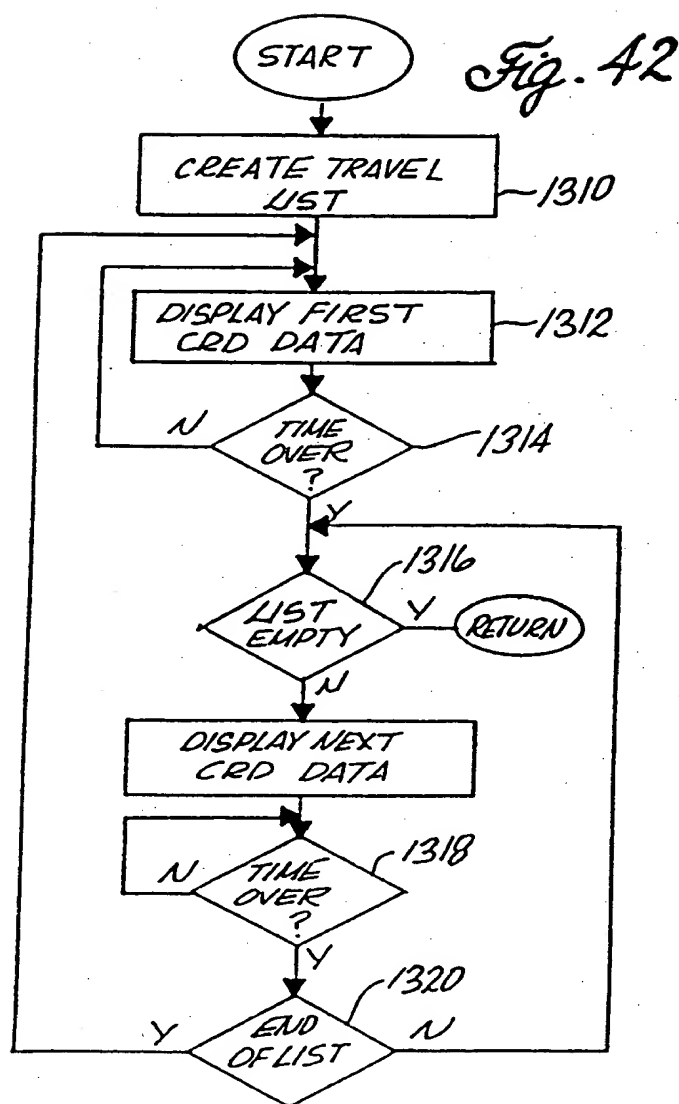 START
Fig. 42
CREATE TRAVEL
LIST
1310
DISPLAY FIRST
CRD DATA
1312
N
TIME
OVER
?
1314
Y
1316
LIST
EMPTY
Y
RETURN
N
DISPLAY NEXT
CRD DATA
1318
N
TIME
OVER
?
Y
1320
Y
END
OF LIST
N